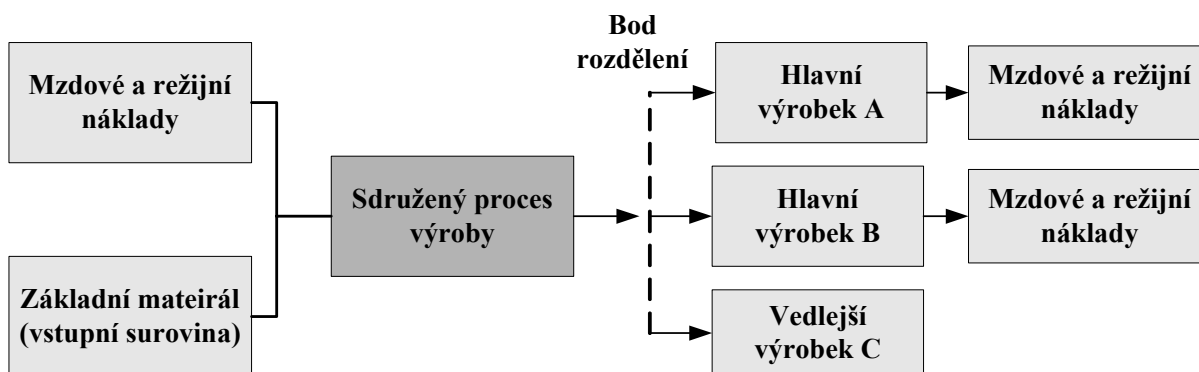 Mzdové a režijní
náklady
Základní mateirál
(vstupní surovina)
Sdružený proces
výroby
Bod
rozdělení
Hlavní
výrobek A
Mzdové a režijní
náklady
Hlavní
výrobek B
Mzdové a režijní
náklady
Vedlejší
výrobek C